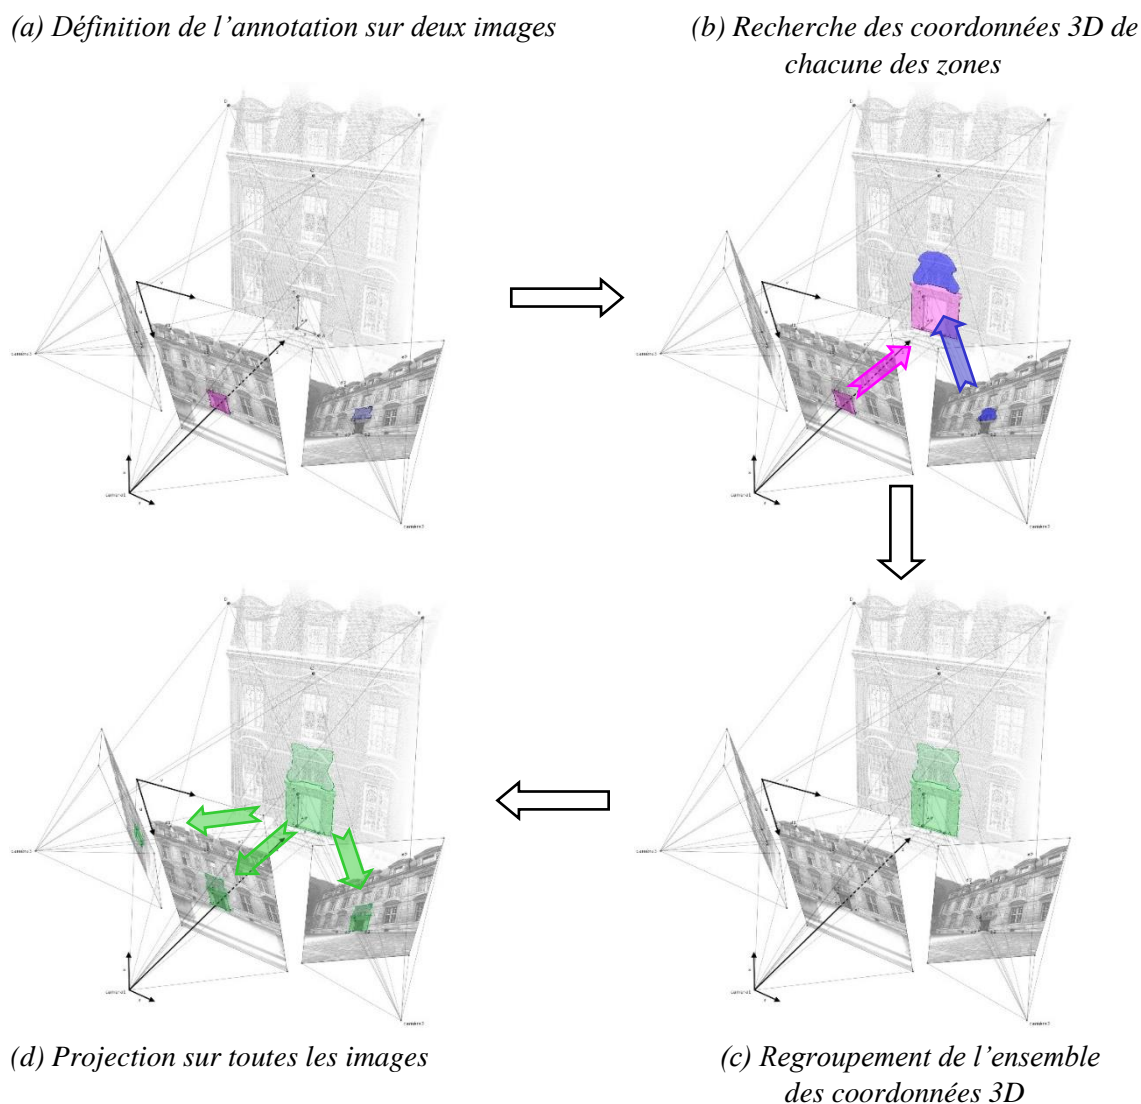 (a) Définition de l’annotation sur deux images
(b) Recherche des coordonnées 3D de
chacune des zones
(d) Projection sur toutes les images
(c) Regroupement de l’ensemble
des coordonnées 3D